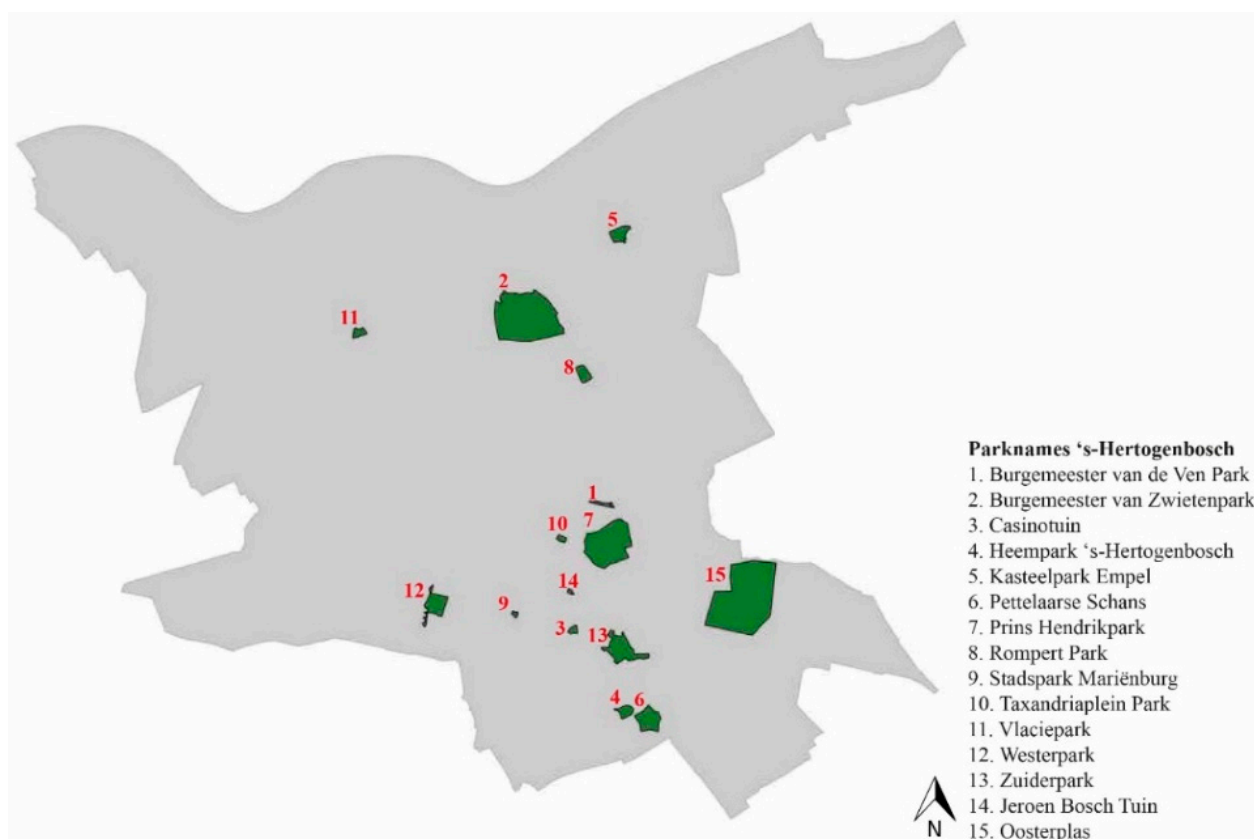 5
2
11
8
1
10
7
14
15
12
9
3
13
4
6
Parknames ‘s-Hertogenbosch
1. Burgemeester van de Ven Park
2. Burgemeester van Zwietenpark
3. Casinotuin
4. Heempark ‘s-Hertogenbosch
5. Kasteelpark Empel
6. Pettelaarse Schans
7. Prins Hendrikpark
8. Rompert Park
9. Stadspark Mariënburg
10. Taxandriaplein Park
11. Vlaciepark
12. Westerpark
13. Zuiderpark
14. Jeroen Bosch Tuin
15. Oosterplas
N